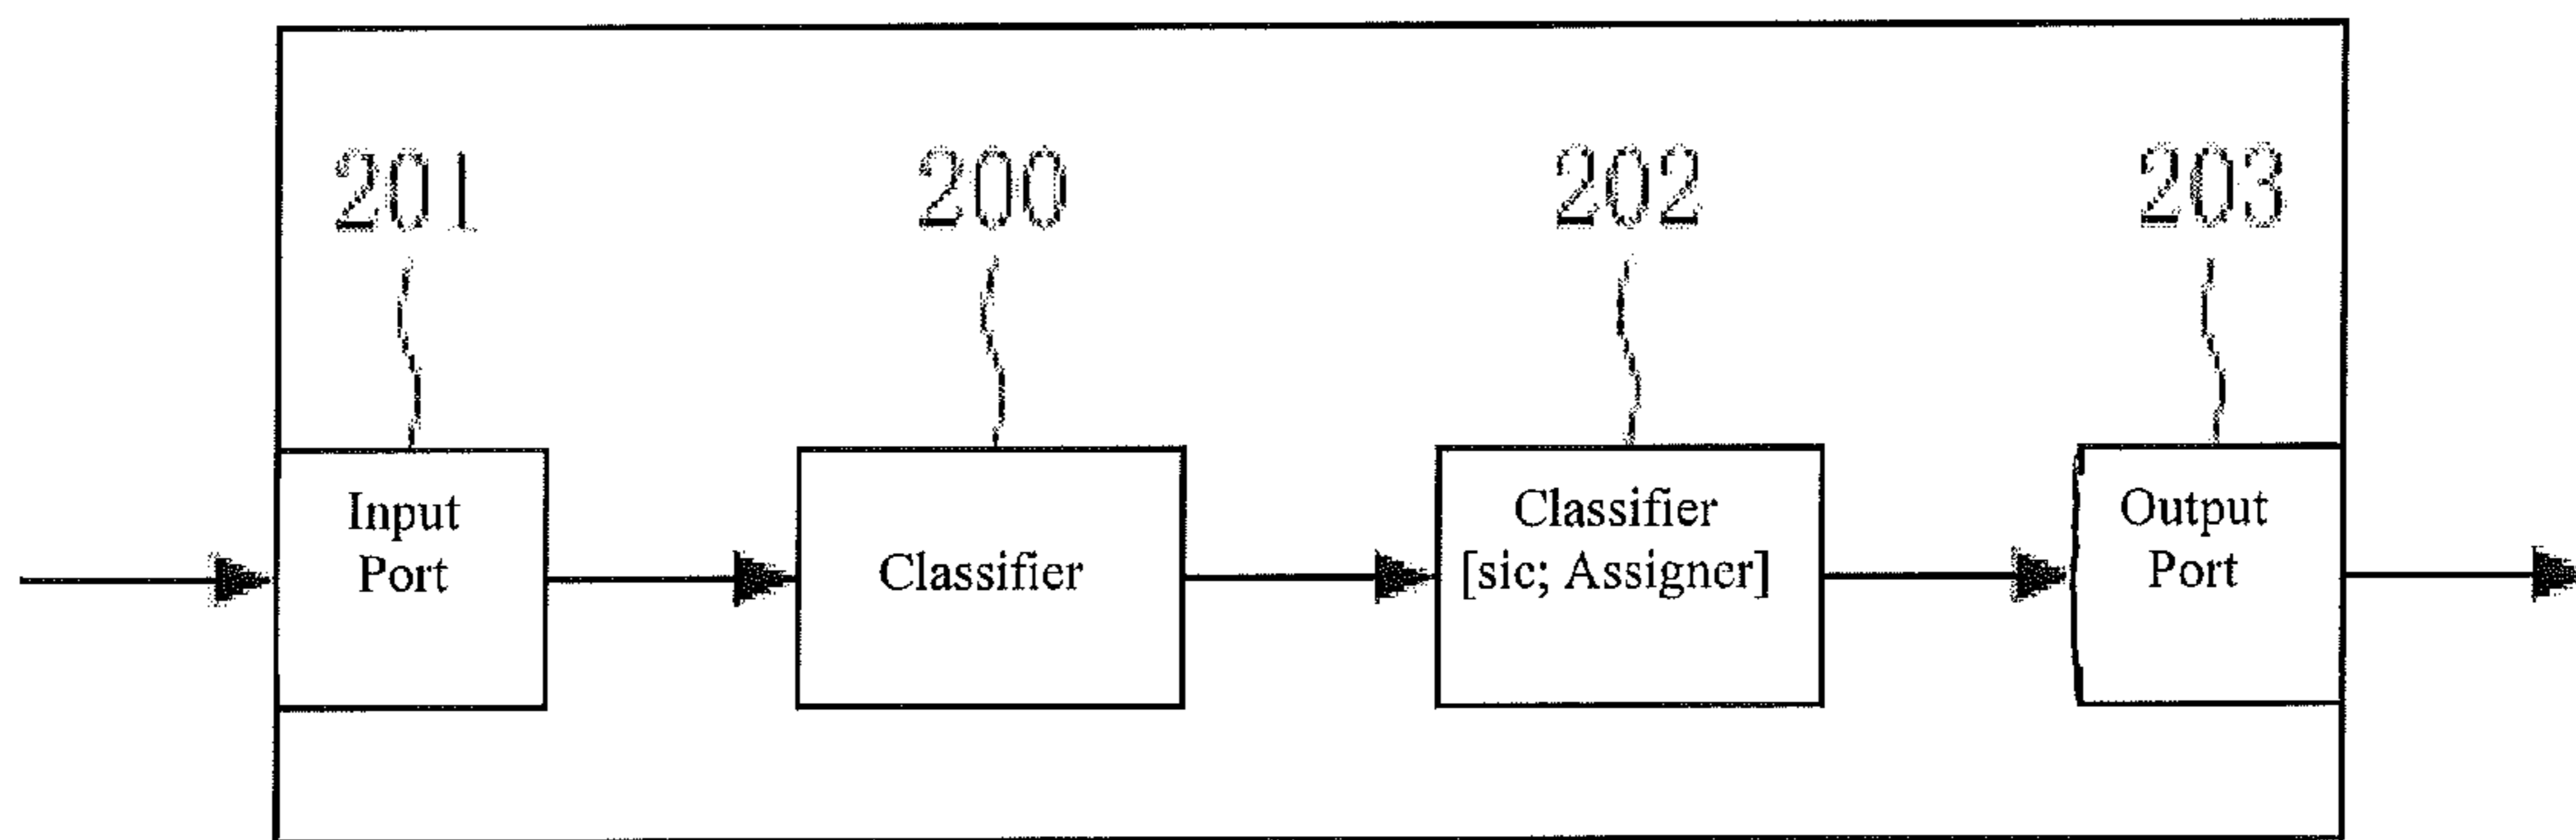 201
200
202
203
Input
Port
Classifier
Classifier
[sic; Assigner]
Output
Port